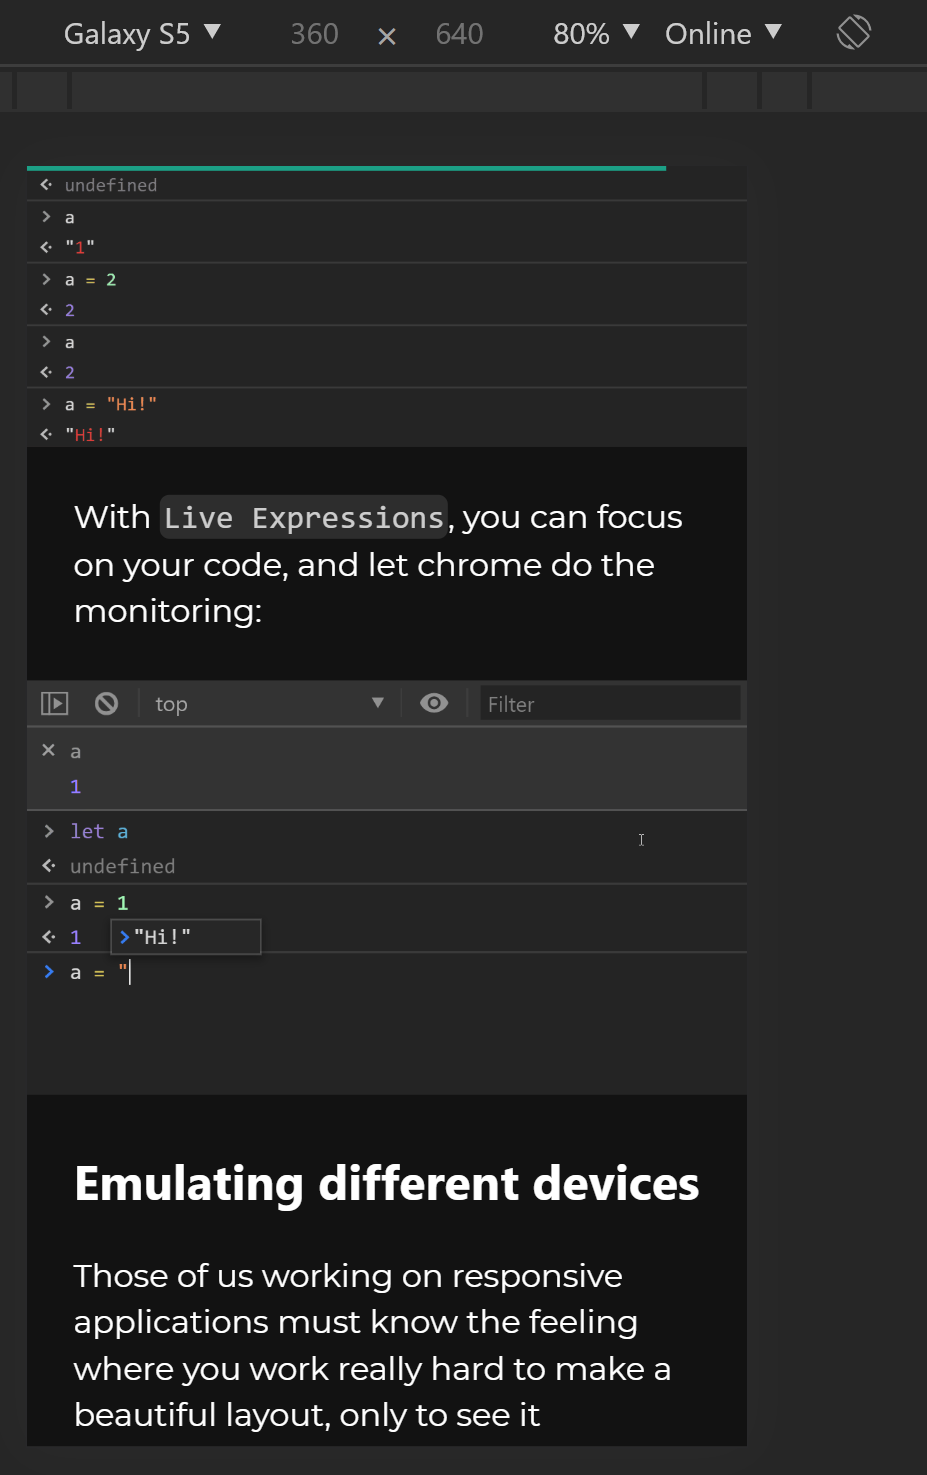 Galaxy S5 ▼ 360 × 640 80% ▼ Online ▼
undefined
> a
"1"
> a = 2
2
> a
2
> a = "Hi!"
"Hi!"
With Live Expressions, you can focus
on your code, and let chrome do the
monitoring:
top ▼ Filter
× a
1
> let a
undefined
> a = 1
1 > "Hi!"
> a = "
Emulating different devices
Those of us working on responsive
applications must know the feeling
where you work really hard to make a
beautiful layout, only to see it